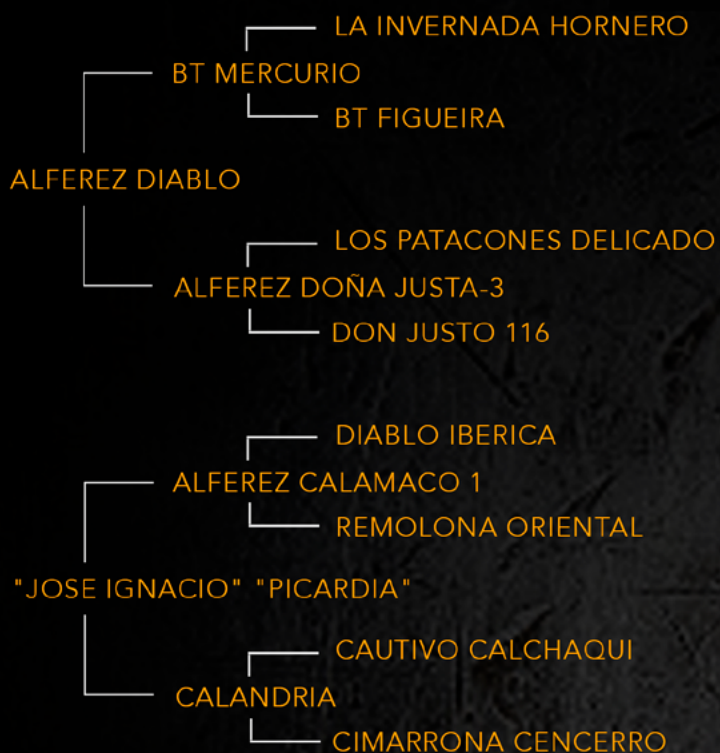 LA INVERNADA HORNERO
BT MERCURIO
BT FIGUEIRA
ALFEREZ DIABLO
LOS PATACONES DELICADO
ALFEREZ DOÑA JUSTA-3
DON JUSTO 116
DIABLO IBERICA
ALFEREZ CALAMACO 1
REMOLONA ORIENTAL
"JOSE IGNACIO" "PICARDIA"
CAUTIVO CALCHAQUI
CALANDRIA
CIMARRONA CENCERRO